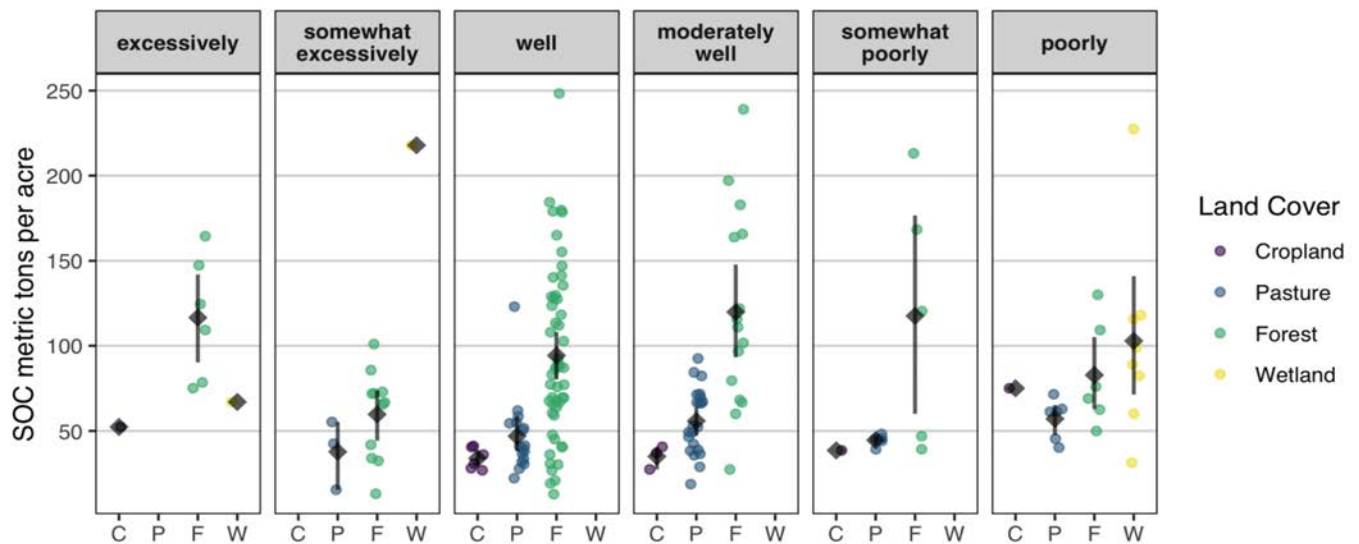 excessively
somewhat
excessively
well
moderately
well
somewhat
poorly
poorly
SOC metric tons per acre
250
200
150
100
50
C P F W
C P F W
C P F W
C P F W
C P F W
C P F W
Land Cover
Cropland
Pasture
Forest
Wetland